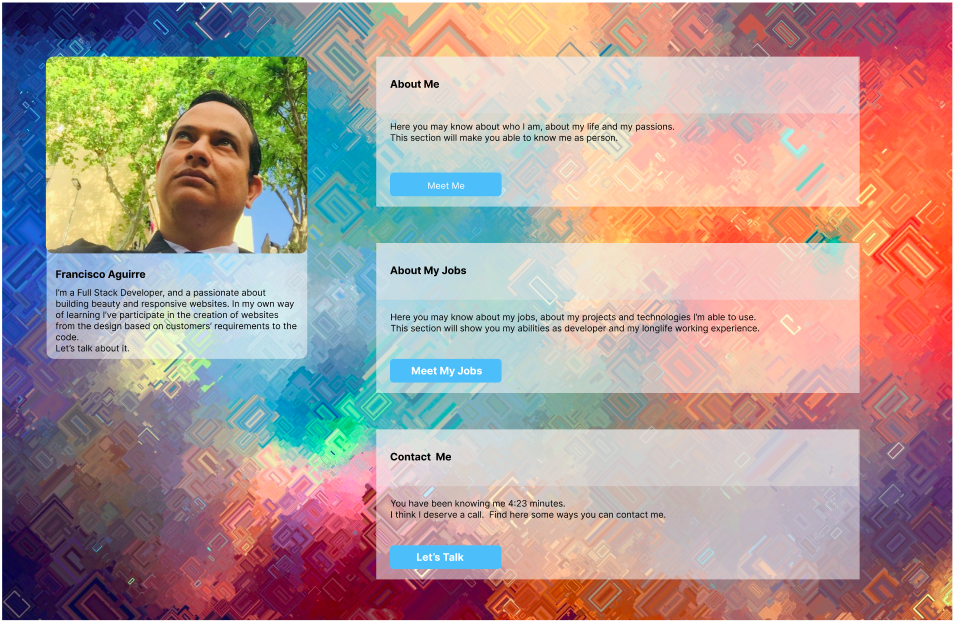 Francisco Aguirre
I'm a Full Stack Developer, and a passionate about
building beauty and responsive websites. In my own way
of learning I've participate in the creation of websites
from the design based on customers' requirements to the
code.
Let's talk about it.
About Me
Here you may know about who I am, about my life and my passions.
This section will make you able to know me as person.
Meet Me
About My Jobs
Here you may know about my jobs, about my projects and technologies I'm able to use.
This section will show you my abilities as developer and my longlife working experience.
Meet My Jobs
Contact Me
You have been knowing me 4:23 minutes.
I think I deserve a call. Find here some ways you can contact me.
Let's Talk